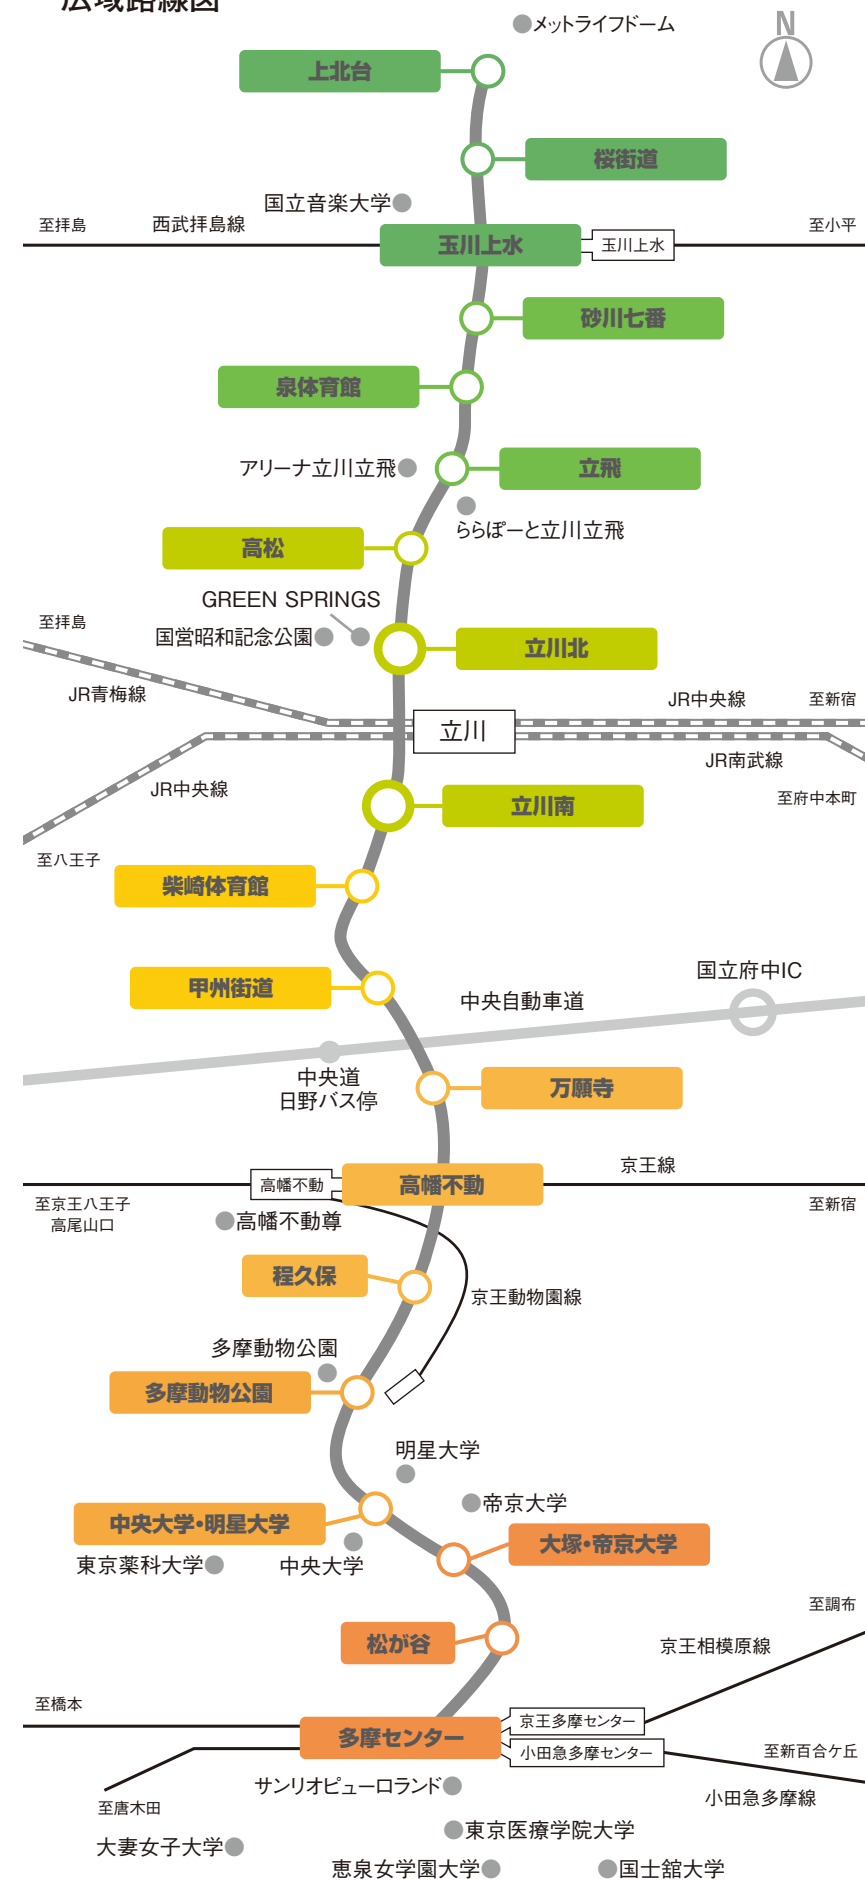 広域路線図
メットライフドーム
N
上北台
桜街道
国立音楽大学
至拝島
西武拝島線
玉川上水
玉川上水
至小平
砂川七番
泉体育館
アリーナ立川立飛
立飛
ららぽーと立川立飛
高松
GREEN SPRINGS
至拝島
国営昭和記念公園
立川北
JR青梅線
JR中央線
至新宿
立川
JR南武線
JR中央線
至府中本町
立川南
至八王子
柴崎体育館
国立府中IC
甲州街道
中央自動車道
中央道
日野バス停
万願寺
京王線
高幡不動
高幡不動
至京王八王子
高尾山口
至新宿
高幡不動尊
程久保
京王動物園線
多摩動物公園
多摩動物公園
明星大学
帝京大学
中央大学・明星大学
大塚・帝京大学
東京薬科大学
中央大学
至調布
松が谷
京王相模原線
至橋本
京王多摩センター
多摩センター
小田急多摩センター
至新百合ケ丘
サンリオピューロランド
小田急多摩線
至唐木田
東京医療学院大学
大妻女子大学
恵泉女学園大学
国士舘大学